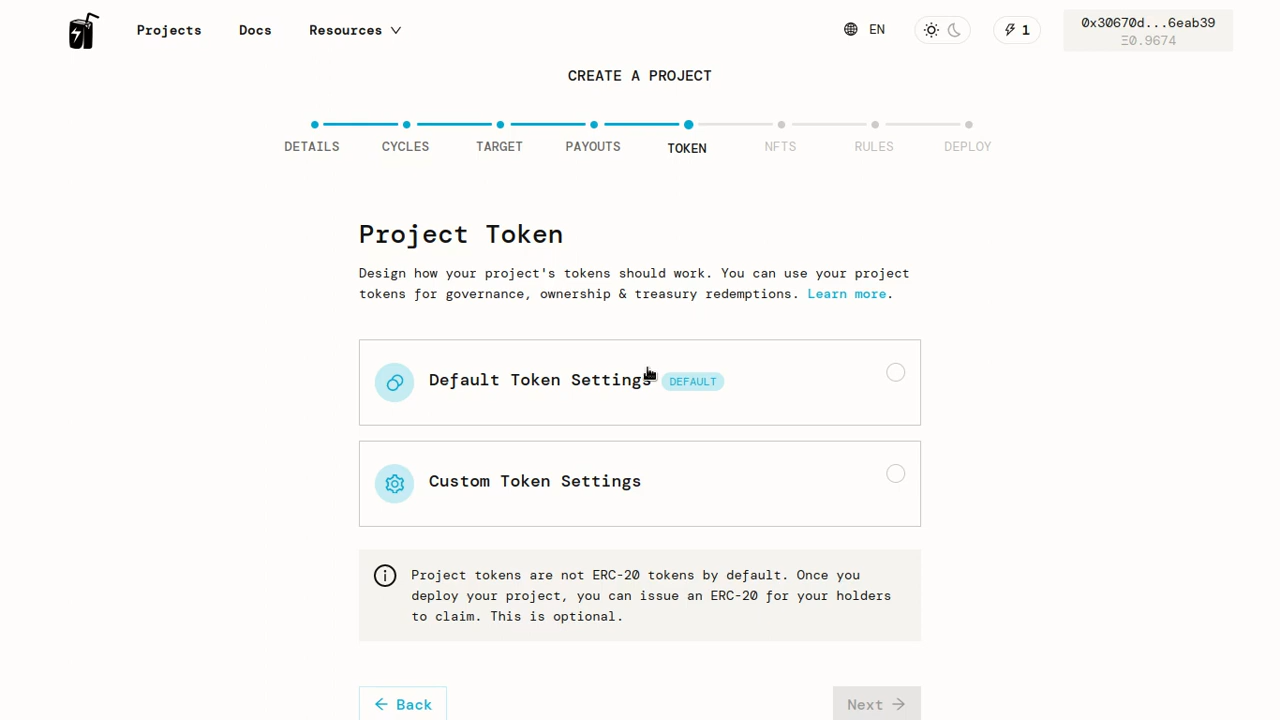 Projects Docs Resources EN 1 0x30670d...6eab39
Ξ0.9674
CREATE A PROJECT
DETAILS CYCLES TARGET PAYOUTS TOKEN NFTS RULES DEPLOY
Project Token
Design how your project's tokens should work. You can use your project
tokens for governance, ownership & treasury redemptions. Learn more.
Default Token Settings DEFAULT
Custom Token Settings
Project tokens are not ERC-20 tokens by default. Once you
deploy your project, you can issue an ERC-20 for your holders
to claim. This is optional.
Back Next